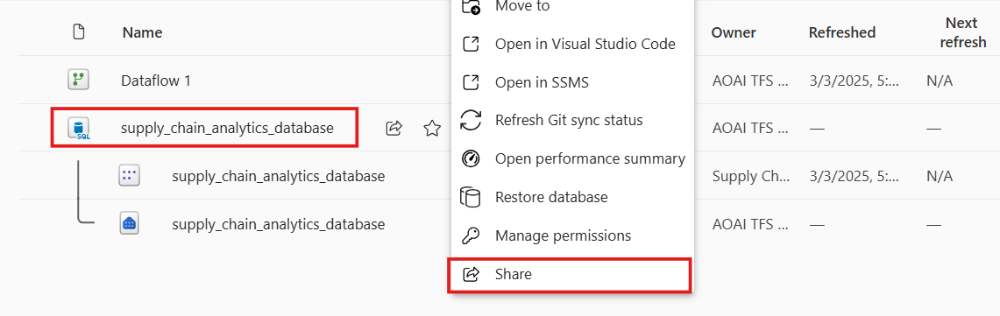 Name
Owner
Refreshed
Next
refresh
Dataflow 1
AOAI TFS ...
3/3/2025, 5:...
N/A
SQL
supply_chain_analytics_database
AOAI TFS ...
—
—
supply_chain_analytics_database
Supply Ch...
3/3/2025, 5:...
N/A
supply_chain_analytics_database
AOAI TFS ...
—
—
Move to
Open in Visual Studio Code
Open in SSMS
Refresh Git sync status
Open performance summary
Restore database
Manage permissions
Share